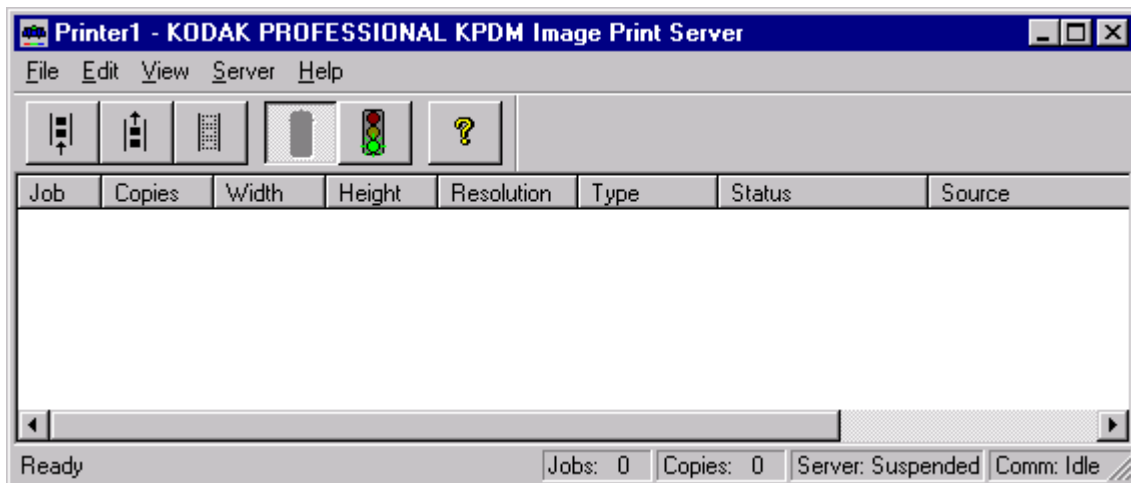 Printer1 - KODAK PROFESSIONAL KPDM Image Print Server
File Edit View Server Help
Job Copies Width Height Resolution Type Status Source
Ready Jobs: 0 Copies: 0 Server: Suspended Comm: Idle